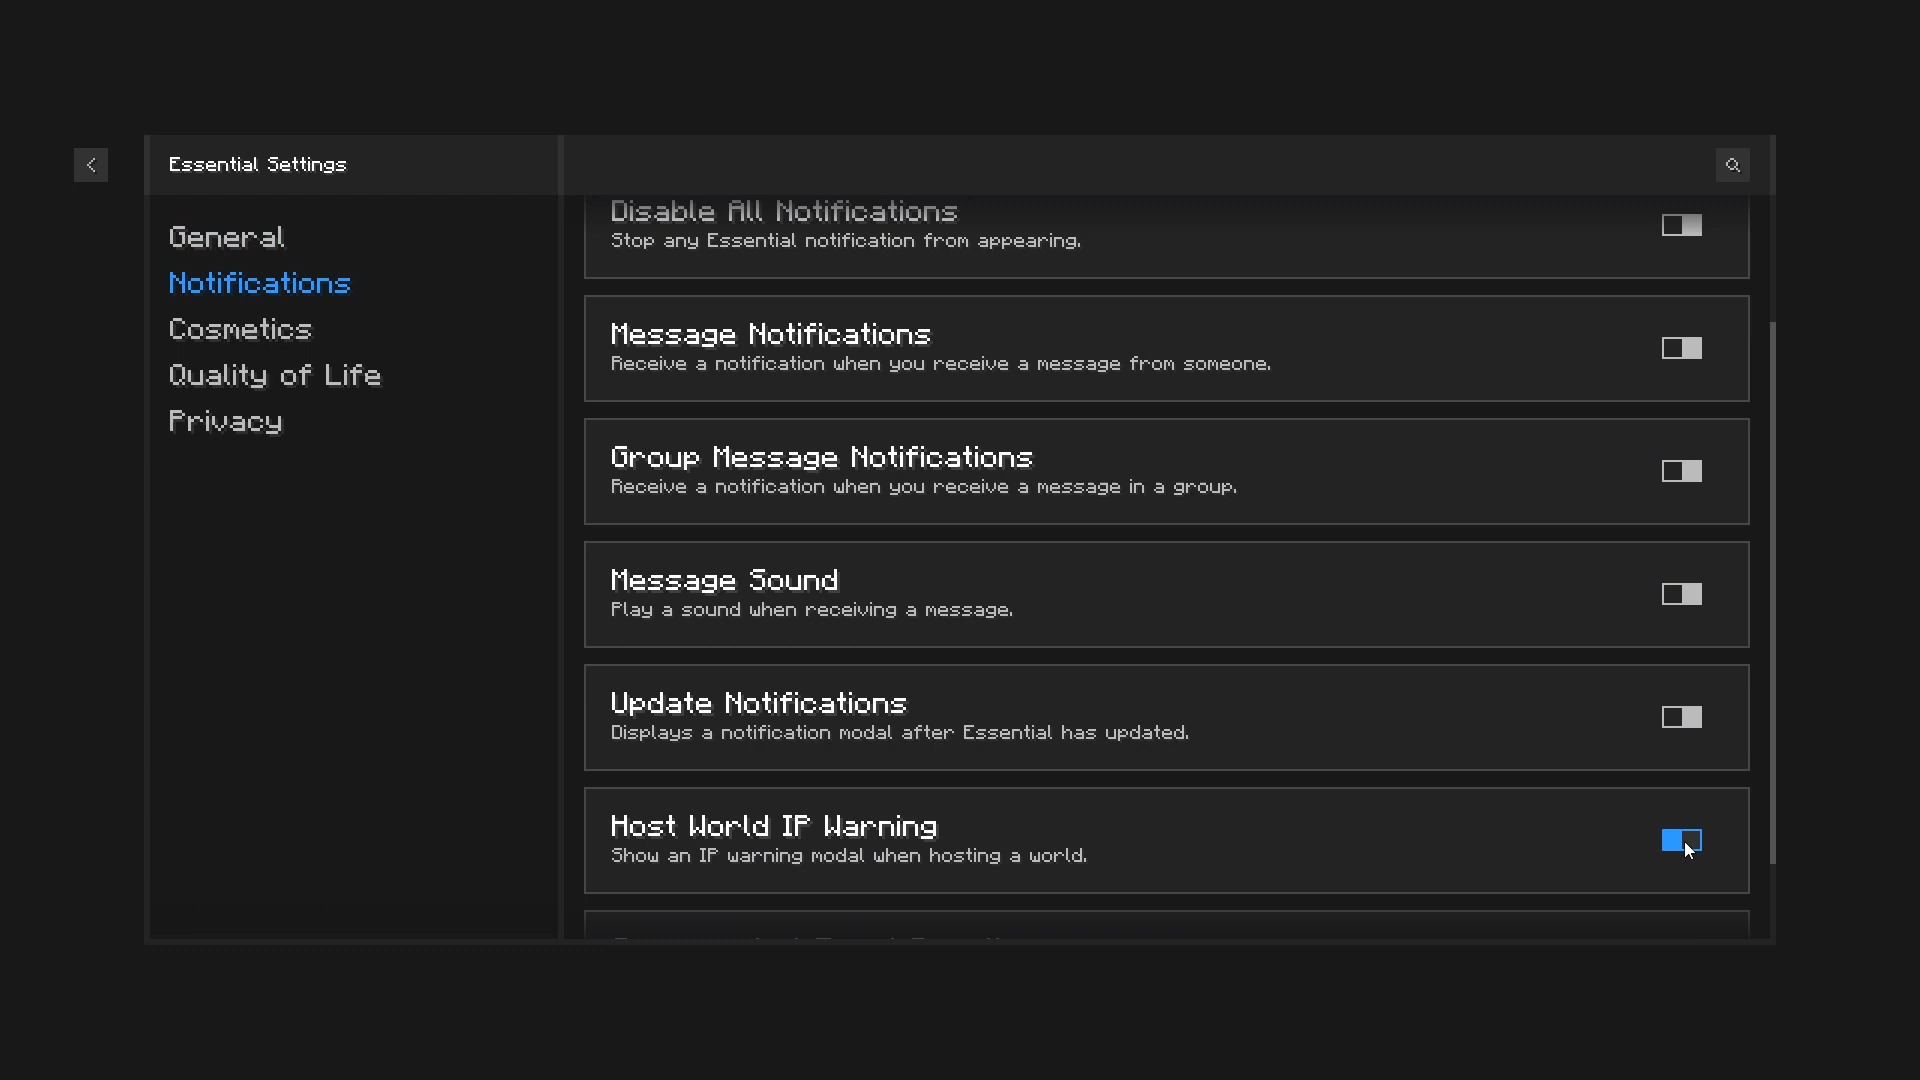 Essential Settings
General
Notifications
Cosmetics
Quality of Life
Privacy
Disable All Notifications
Stop any Essential notification from appearing.
Message Notifications
Receive a notification when you receive a message from someone.
Group Message Notifications
Receive a notification when you receive a message in a group.
Message Sound
Play a sound when receiving a message.
Update Notifications
Displays a notification modal after Essential has updated.
Host World IP Warning
Show an IP warning modal when hosting a world.